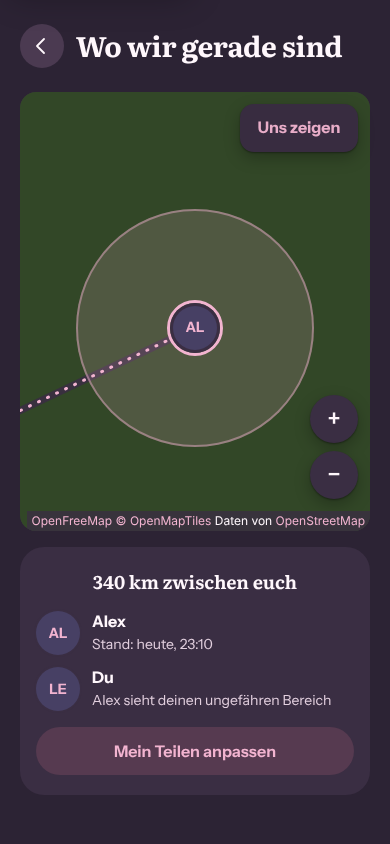 Wo wir gerade sind
Uns zeigen
AL
+
−
OpenFreeMap © OpenMapTiles Daten von OpenStreetMap
340 km zwischen euch
AL
Alex
Stand: heute, 23:10
LE
Du
Alex sieht deinen ungefähren Bereich
Mein Teilen anpassen